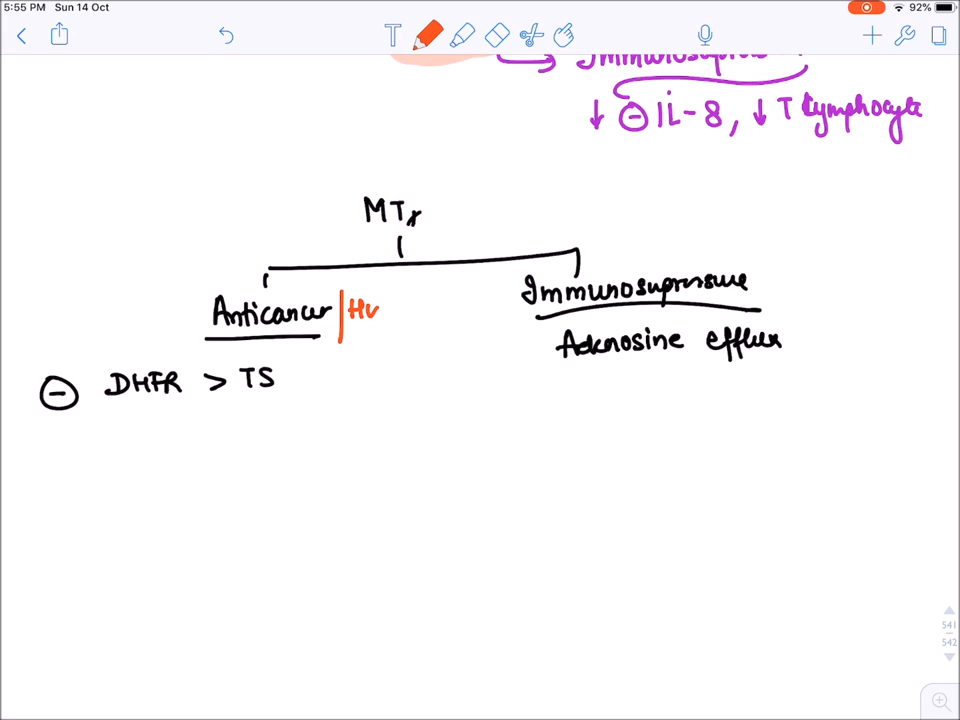 5:55 PM Sun 14 Oct 92%
T
↓ ⊖ IL-8, ↓ T lymphocyte
MTx
Anticancer | Hv
Immunosupressive
Adenosine efflux
⊖ DHFR > TS
541
542